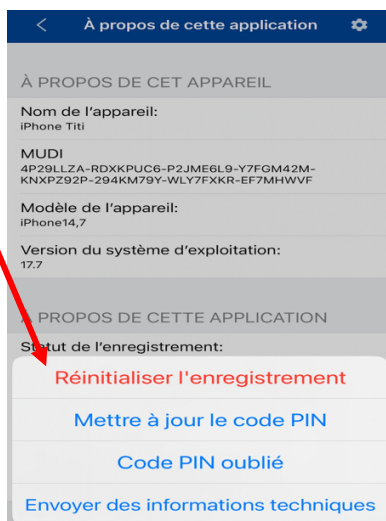 À propos de cette application
À PROPOS DE CET APPAREIL
Nom de l'appareil:
iPhone Titi
MUDI
4P29LLZA-RDXKPUC6-P2JME6L9-Y7FGM42M-
KNXPZ92P-294KM79Y-WLY7FXKR-EF7MHWVF
Modèle de l'appareil:
iPhone14,7
Version du système d'exploitation:
17.7
À PROPOS DE CETTE APPLICATION
Statut de l'enregistrement:
Réinitialiser l'enregistrement
Mettre à jour le code PIN
Code PIN oublié
Envoyer des informations techniques